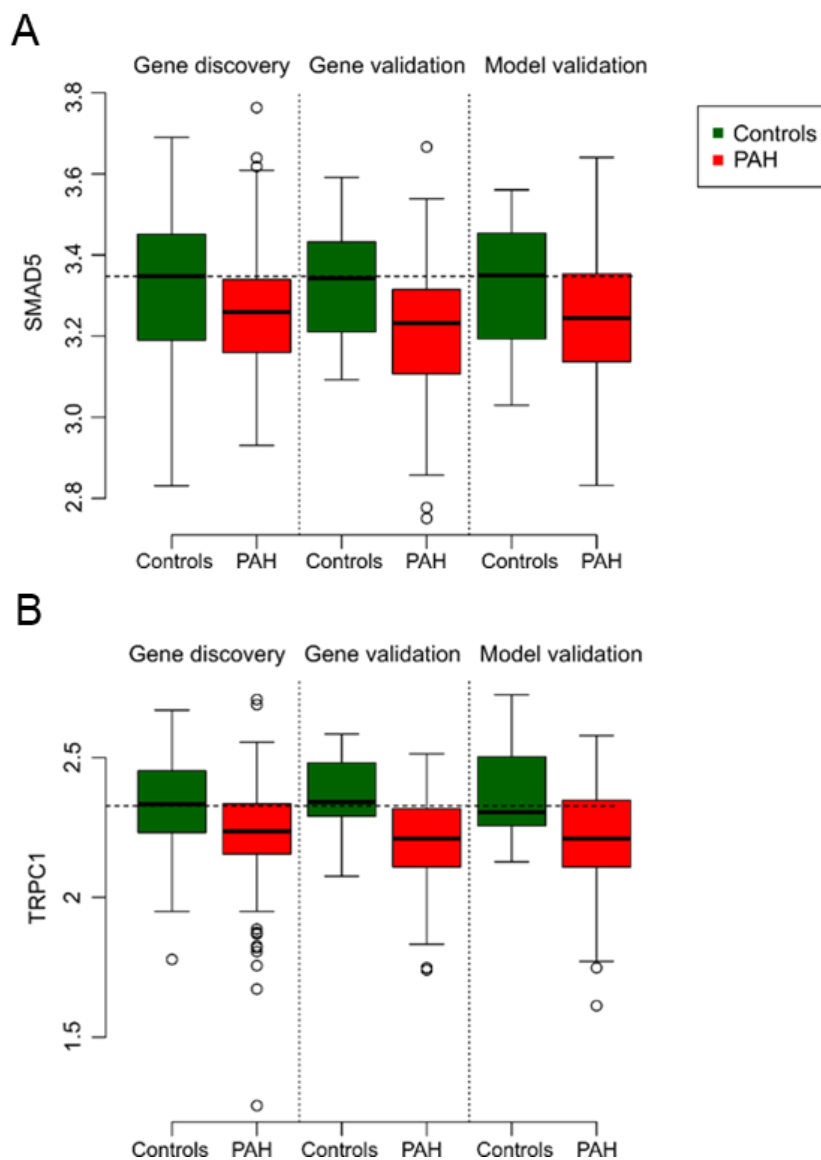 A
Gene discovery Gene validation Model validation
3.8
3.6
3.4
3.2
3.0
2.8
SMAD5
Controls
PAH
Controls PAH Controls PAH Controls PAH
B
Gene discovery Gene validation Model validation
2.5
2
1.5
TRPC1
Controls PAH Controls PAH Controls PAH